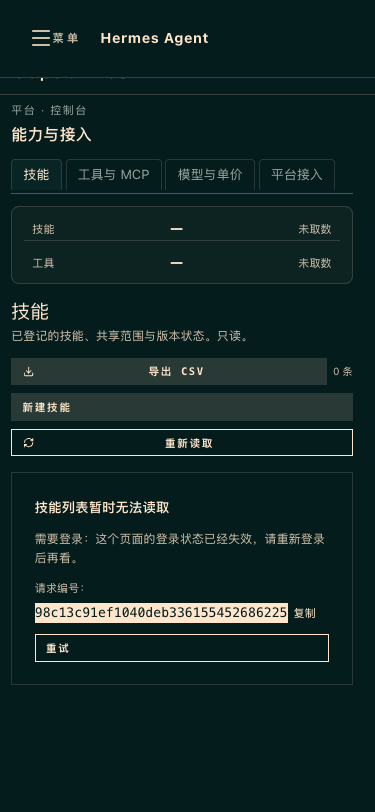 菜单 Hermes Agent
平台 · 控制台
能力与接入
技能 工具与 MCP 模型与单价 平台接入
技能 — 未取数
工具 — 未取数
技能
已登记的技能、共享范围与版本状态。只读。
导出 CSV 0 条
新建技能
重新读取
技能列表暂时无法读取
需要登录：这个页面的登录状态已经失效，请重新登录
后再看。
请求编号：
98c13c91ef1040deb336155452686225 复制
重试